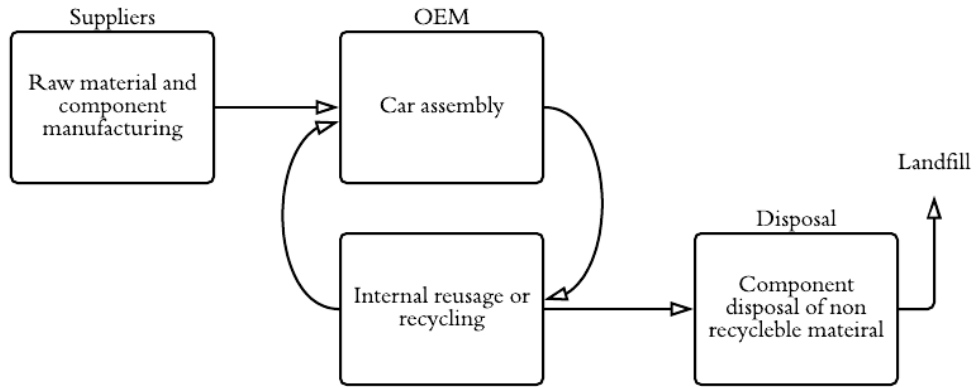 Suppliers
Raw material and
component
manufacturing
OEM
Car assembly
Internal reusage or
recycling
Disposal
Component
disposal of non
recycleble mateiral
Landfill